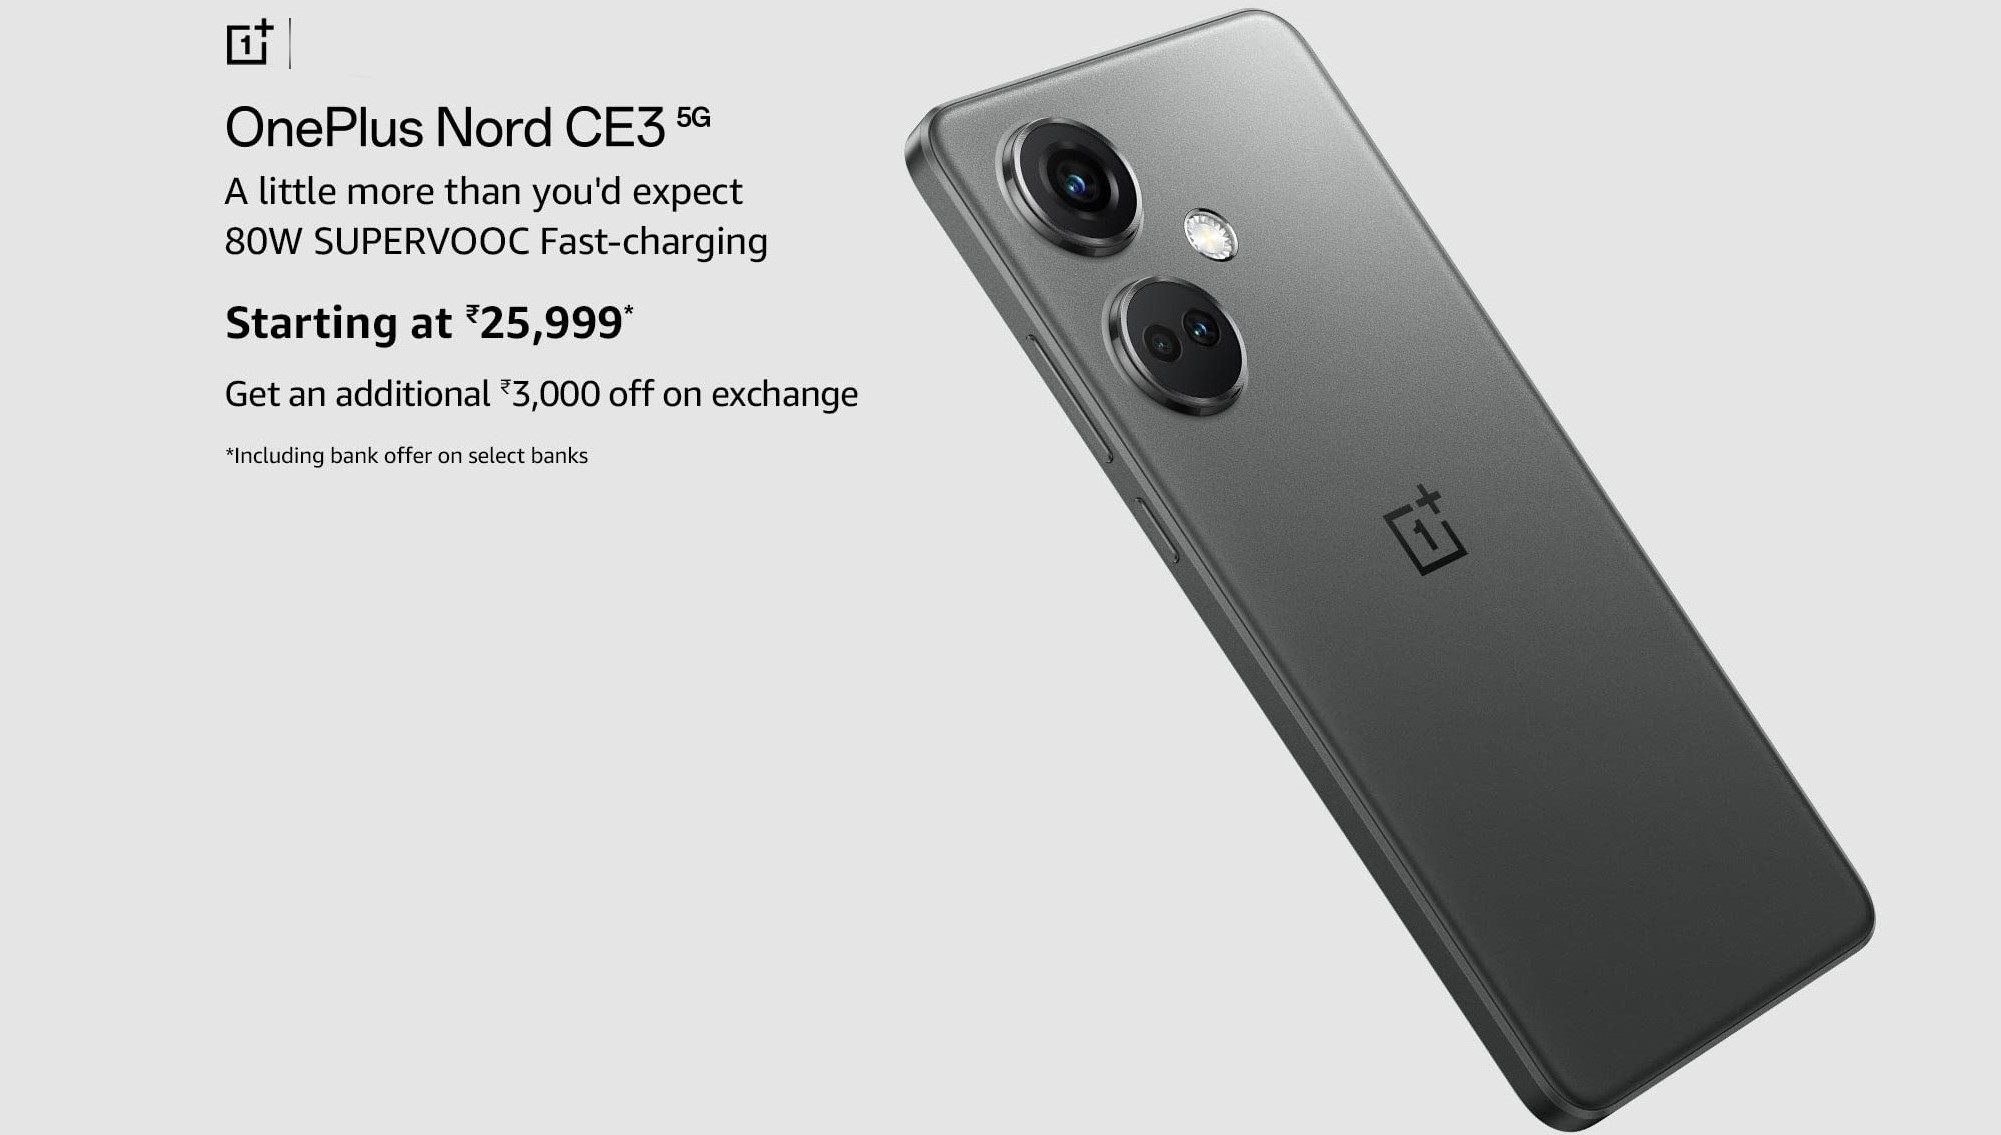 1+
OnePlus Nord CE3 5G
A little more than you'd expect
80W SUPERVOOC Fast-charging
Starting at ₹25,999*
Get an additional ₹3,000 off on exchange
*Including bank offer on select banks
1+